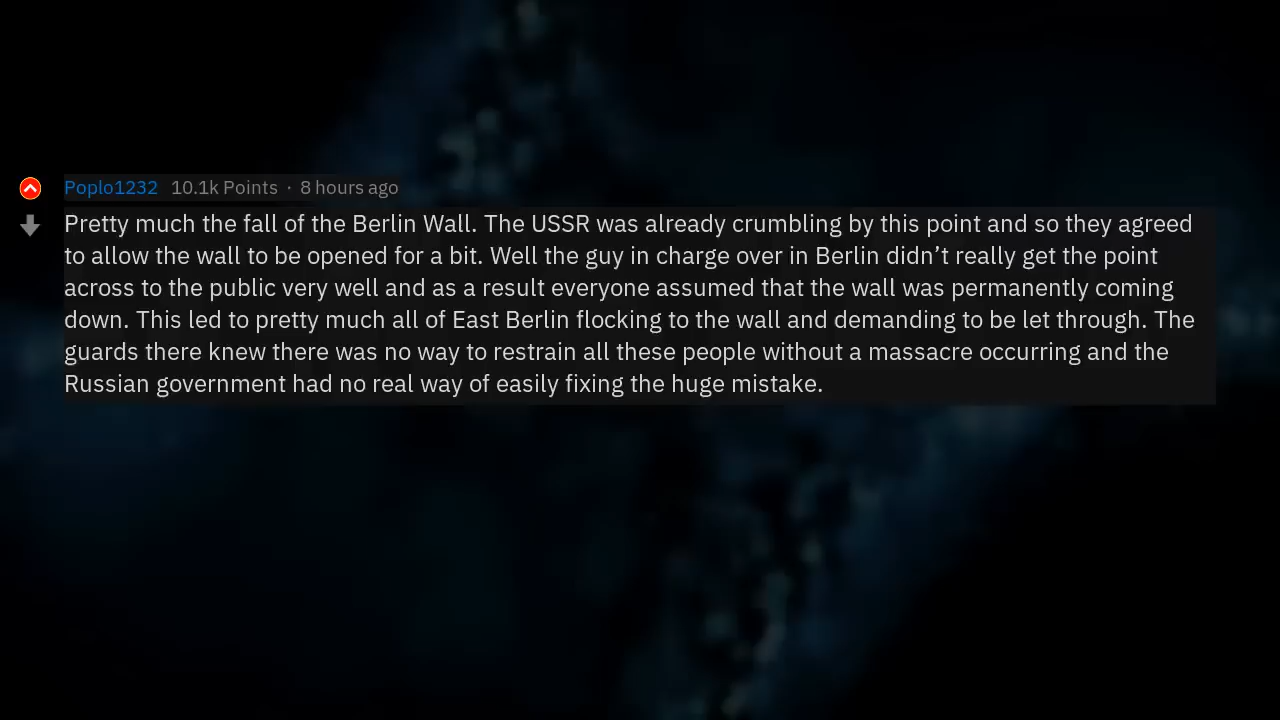 Poplo1232 10.1k Points · 8 hours ago
Pretty much the fall of the Berlin Wall. The USSR was already crumbling by this point and so they agreed
to allow the wall to be opened for a bit. Well the guy in charge over in Berlin didn’t really get the point
across to the public very well and as a result everyone assumed that the wall was permanently coming
down. This led to pretty much all of East Berlin flocking to the wall and demanding to be let through. The
guards there knew there was no way to restrain all these people without a massacre occurring and the
Russian government had no real way of easily fixing the huge mistake.